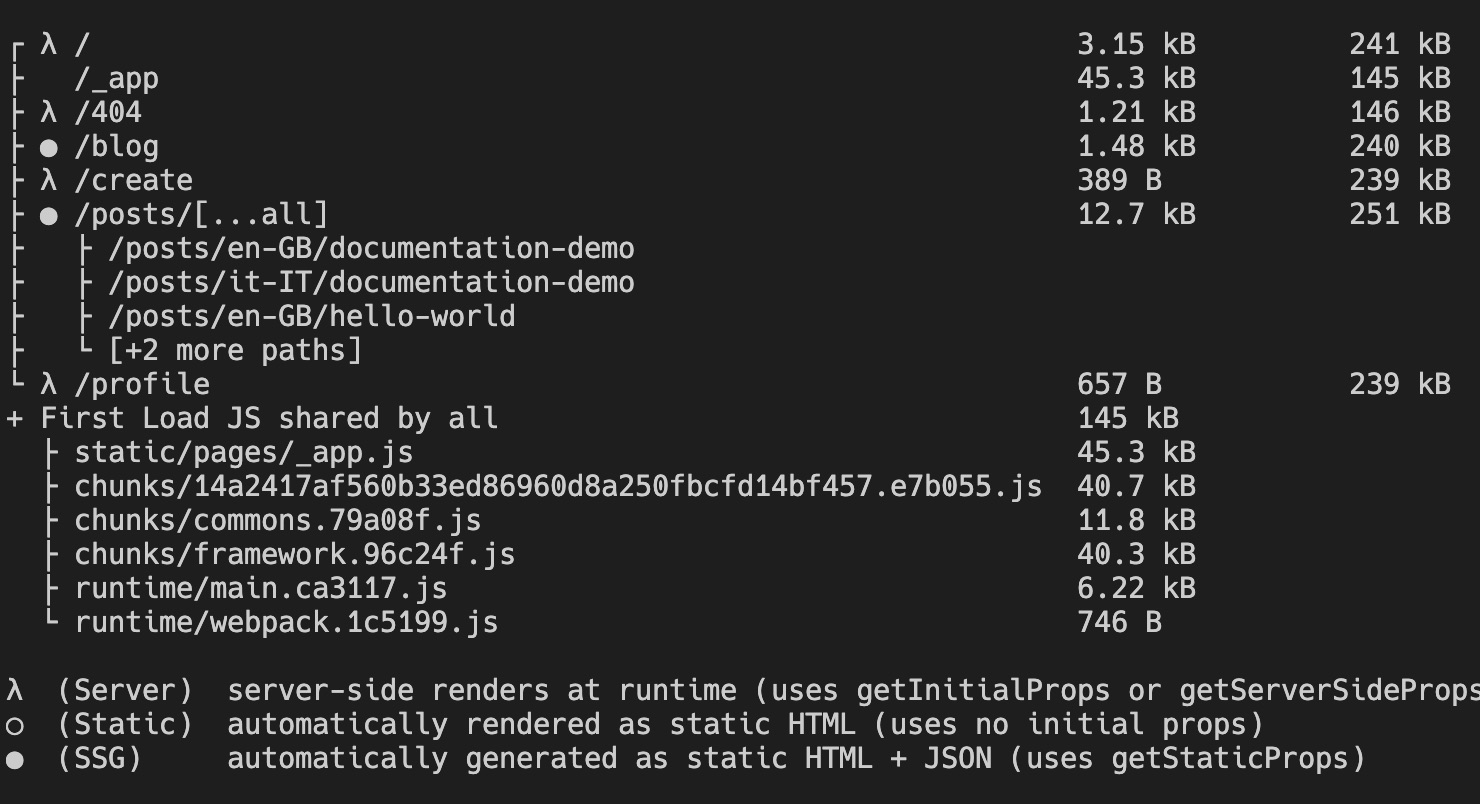 ┌ λ /                                                          3.15 kB         241 kB
├   /_app                                                      45.3 kB         145 kB
├ λ /404                                                       1.21 kB         146 kB
├ ● /blog                                                      1.48 kB         240 kB
├ λ /create                                                    389 B           239 kB
├ ● /posts/[...all]                                            12.7 kB         251 kB
├   ├ /posts/en-GB/documentation-demo
├   ├ /posts/it-IT/documentation-demo
├   ├ /posts/en-GB/hello-world
├   └ [+2 more paths]
└ λ /profile                                                   657 B           239 kB
+ First Load JS shared by all                                  145 kB
  ├ static/pages/_app.js                                       45.3 kB
  ├ chunks/14a2417af560b33ed86960d8a250fbcfd14bf457.e7b055.js  40.7 kB
  ├ chunks/commons.79a08f.js                                   11.8 kB
  ├ chunks/framework.96c24f.js                                 40.3 kB
  ├ runtime/main.ca3117.js                                     6.22 kB
  └ runtime/webpack.1c5199.js                                  746 B

λ  (Server)  server-side renders at runtime (uses getInitialProps or getServerSideProps
○  (Static)  automatically rendered as static HTML (uses no initial props)
●  (SSG)     automatically generated as static HTML + JSON (uses getStaticProps)